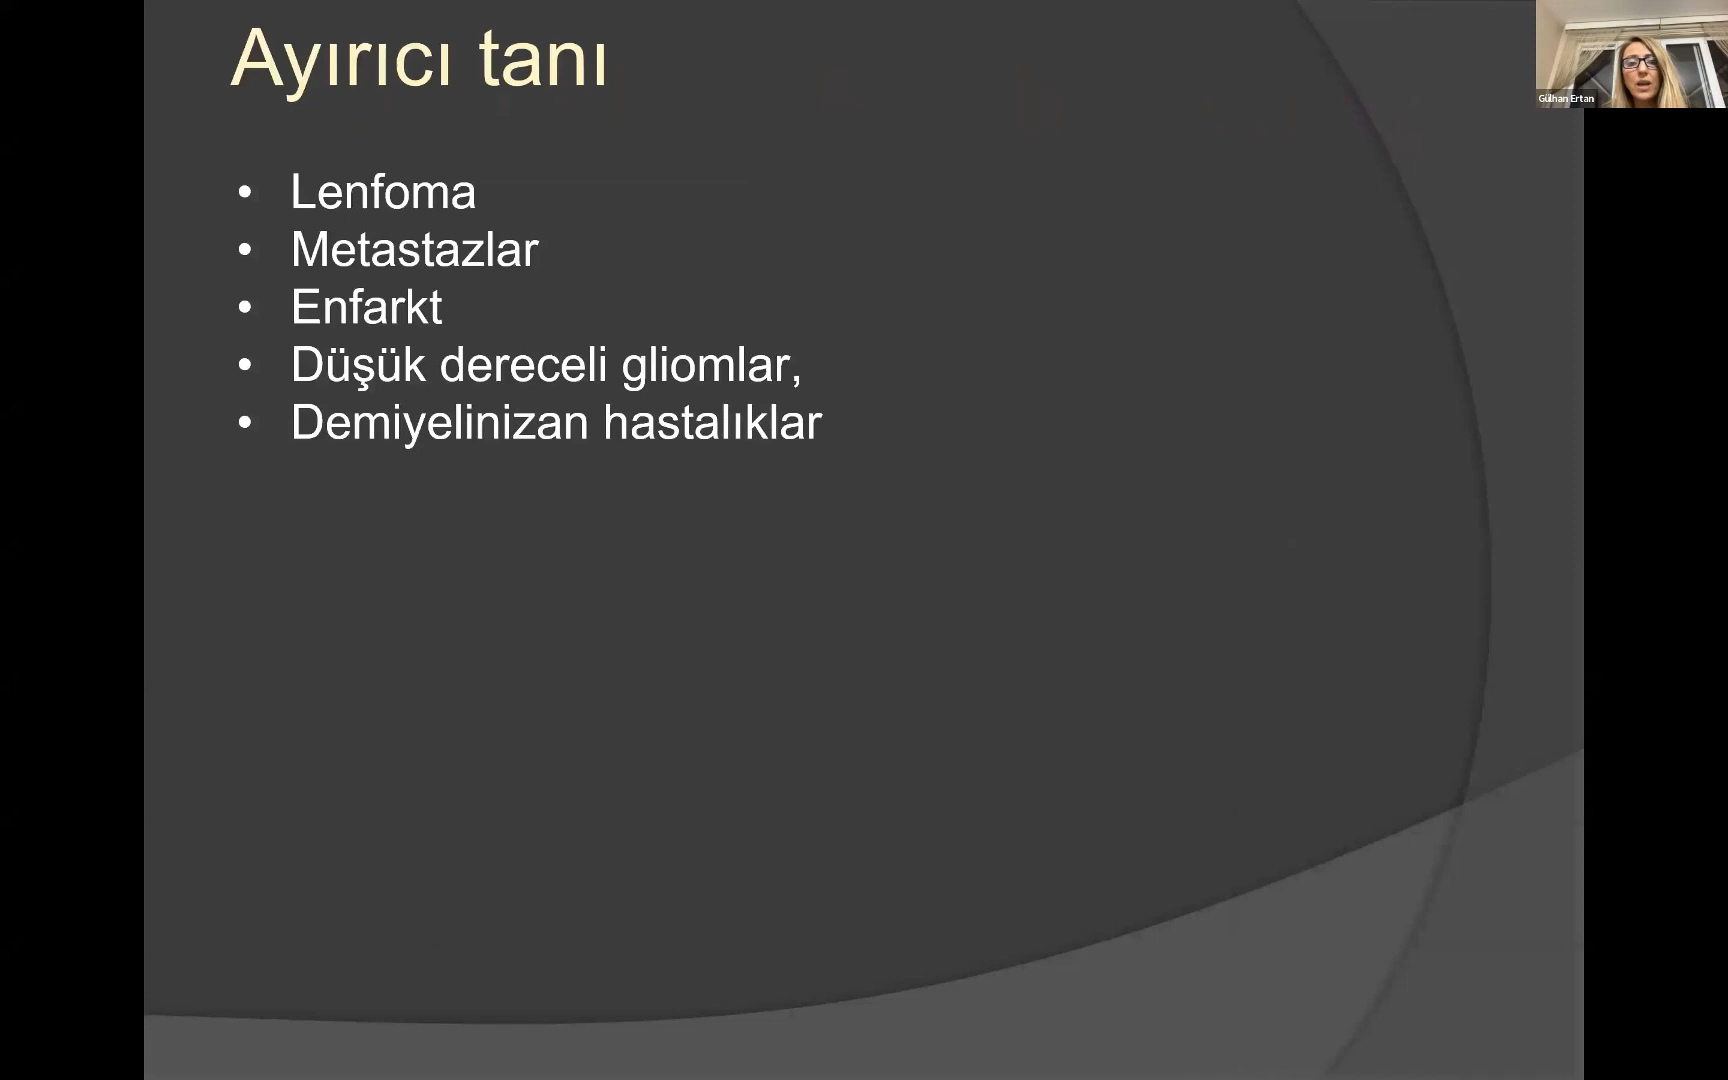 Ayırıcı tanı
Gülhan Ertan
• Lenfoma
• Metastazlar
• Enfarkt
• Düşük dereceli gliomlar,
• Demiyelinizan hastalıklar